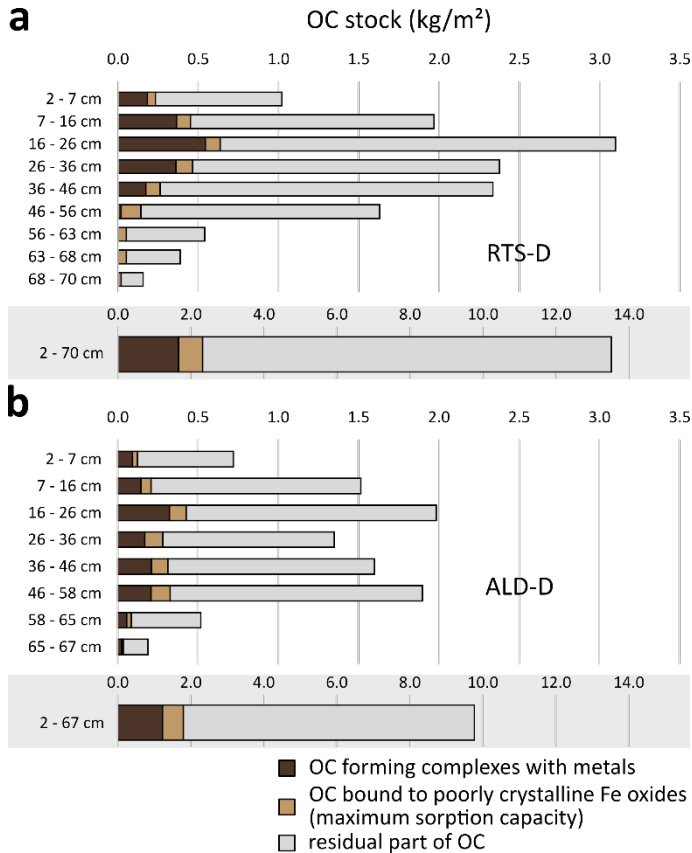 a
OC stock (kg/m²)
0.0 0.5 1.0 1.5 2.0 2.5 3.0 3.5
2 - 7 cm
7 - 16 cm
16 - 26 cm
26 - 36 cm
36 - 46 cm
46 - 56 cm
56 - 63 cm
63 - 68 cm
RTS-D
68 - 70 cm
0.0 2.0 4.0 6.0 8.0 10.0 12.0 14.0
2 - 70 cm
b
0.0 0.5 1.0 1.5 2.0 2.5 3.0 3.5
2 - 7 cm
7 - 16 cm
16 - 26 cm
26 - 36 cm
36 - 46 cm
46 - 58 cm
ALD-D
58 - 65 cm
65 - 67 cm
0.0 2.0 4.0 6.0 8.0 10.0 12.0 14.0
2 - 67 cm
OC forming complexes with metals
OC bound to poorly crystalline Fe oxides
(maximum sorption capacity)
residual part of OC